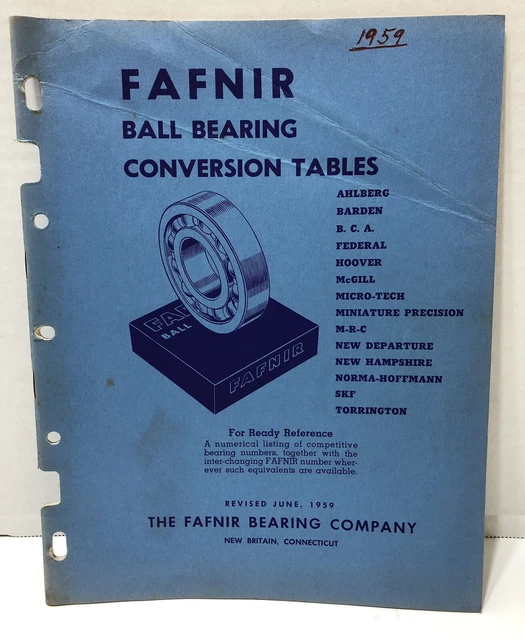 1959
FAFNIR
BALL BEARING
CONVERSION TABLES
AHLBERG
BARDEN
B. C. A.
FEDERAL
HOOVER
McGILL
MICRO-TECH
MINIATURE PRECISION
M-R-C
NEW DEPARTURE
NEW HAMPSHIRE
NORMA-HOFFMANN
SKF
TORRINGTON
BALL
FAFNIR
For Ready Reference
A numerical listing of competitive
bearing numbers, together with the
inter-changing FAFNIR number wher-
ever such equivalents are available.
REVISED JUNE, 1959
THE FAFNIR BEARING COMPANY
NEW BRITAIN, CONNECTICUT